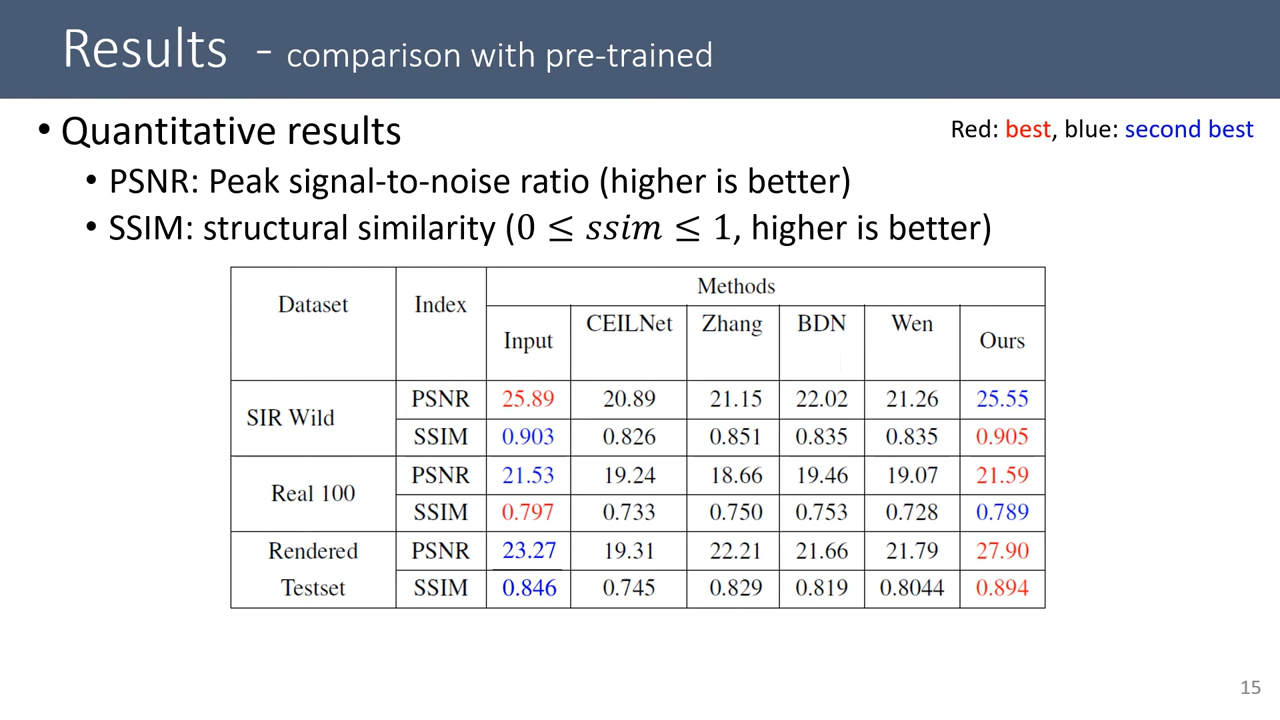 Results - comparison with pre-trained
• Quantitative results
Red: best, blue: second best
• PSNR: Peak signal-to-noise ratio (higher is better)
• SSIM: structural similarity (0 ≤ ssim ≤ 1, higher is better)
Dataset Index Methods
Input CEILNet Zhang BDN Wen Ours
SIR Wild PSNR 25.89 20.89 21.15 22.02 21.26 25.55
SSIM 0.903 0.826 0.851 0.835 0.835 0.905
Real 100 PSNR 21.53 19.24 18.66 19.46 19.07 21.59
SSIM 0.797 0.733 0.750 0.753 0.728 0.789
Rendered PSNR 23.27 19.31 22.21 21.66 21.79 27.90
Testset SSIM 0.846 0.745 0.829 0.819 0.8044 0.894
15